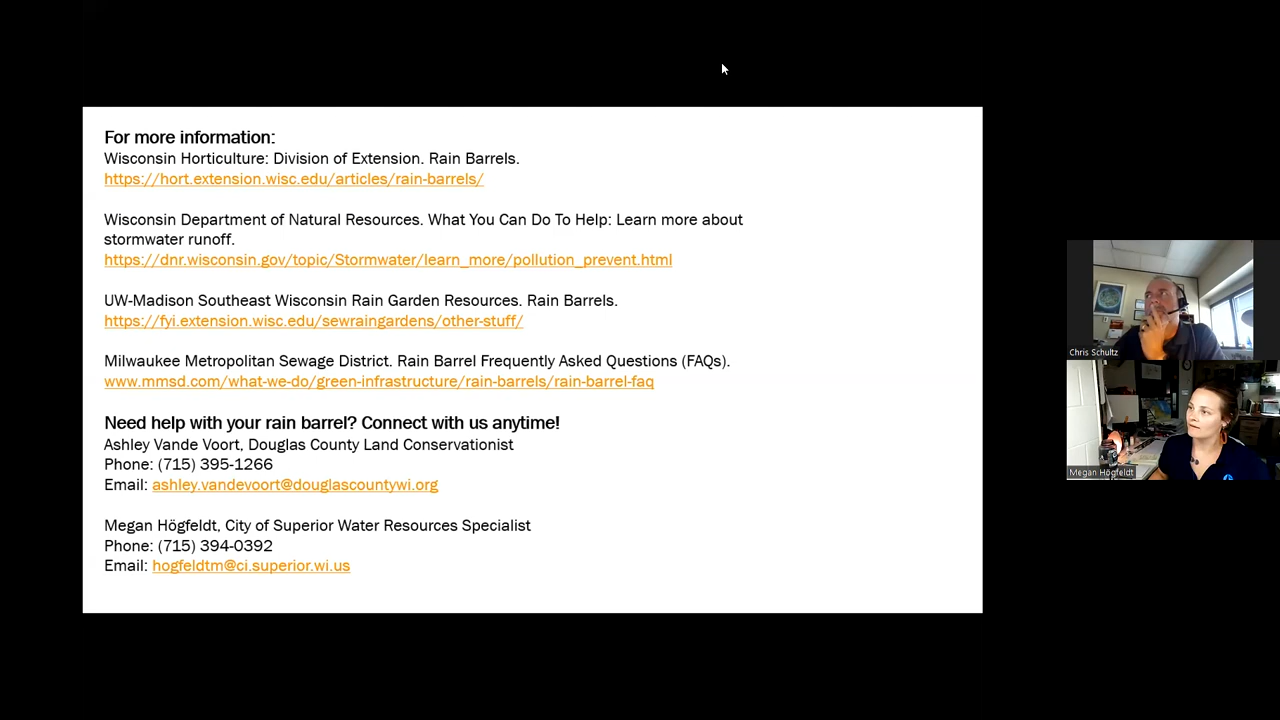 For more information:
Wisconsin Horticulture: Division of Extension. Rain Barrels.
https://hort.extension.wisc.edu/articles/rain-barrels/
Wisconsin Department of Natural Resources. What You Can Do To Help: Learn more about
stormwater runoff.
https://dnr.wisconsin.gov/topic/Stormwater/learn_more/pollution_prevent.html
UW-Madison Southeast Wisconsin Rain Garden Resources. Rain Barrels.
https://fyi.extension.wisc.edu/sewraingardens/other-stuff/
Milwaukee Metropolitan Sewage District. Rain Barrel Frequently Asked Questions (FAQs).
www.mmsd.com/what-we-do/green-infrastructure/rain-barrels/rain-barrel-faq
Need help with your rain barrel? Connect with us anytime!
Ashley Vande Voort, Douglas County Land Conservationist
Phone: (715) 395-1266
Email: ashley.vandevoort@douglascountywi.org
Megan Högfeldt, City of Superior Water Resources Specialist
Phone: (715) 394-0392
Email: hogfeldtm@ci.superior.wi.us
Chris Schultz
Megan Högfeldt